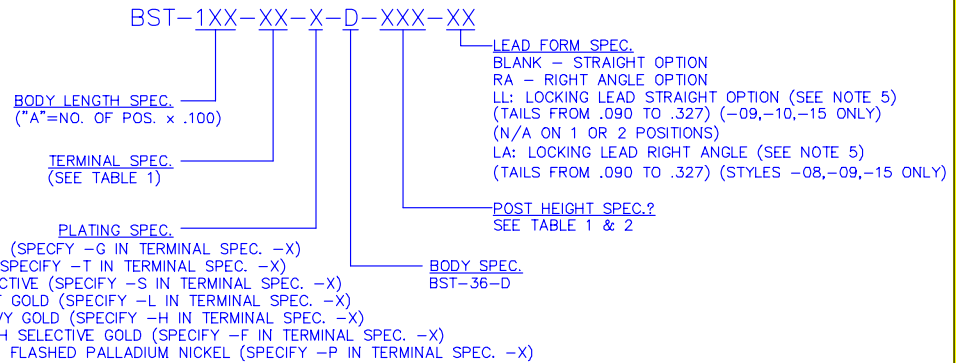 BST-1XX-XX-X-D-XXX-XX
LEAD FORM SPEC.
BLANK - STRAIGHT OPTION
RA - RIGHT ANGLE OPTION
LL: LOCKING LEAD STRAIGHT OPTION (SEE NOTE 5)
(TAILS FROM .090 TO .327) (-09,-10,-15 ONLY)
(N/A ON 1 OR 2 POSITIONS)
LA: LOCKING LEAD RIGHT ANGLE (SEE NOTE 5)
(TAILS FROM .090 TO .327) (STYLES -08,-09,-15 ONLY)
BODY LENGTH SPEC.
("A"=NO. OF POS. x .100)
TERMINAL SPEC.
(SEE TABLE 1)
POST HEIGHT SPEC.?
SEE TABLE 1 & 2
PLATING SPEC.
(SPECFY -G IN TERMINAL SPEC. -X)
SPECIFY -T IN TERMINAL SPEC. -X)
CTIVE (SPECIFY -S IN TERMINAL SPEC. -X)
T GOLD (SPECIFY -L IN TERMINAL SPEC. -X)
VY GOLD (SPECIFY -H IN TERMINAL SPEC. -X)
H SELECTIVE GOLD (SPECIFY -F IN TERMINAL SPEC. -X)
FLASHED PALLADIUM NICKEL (SPECIFY -P IN TERMINAL SPEC. -X)
BODY SPEC.
BST-36-D